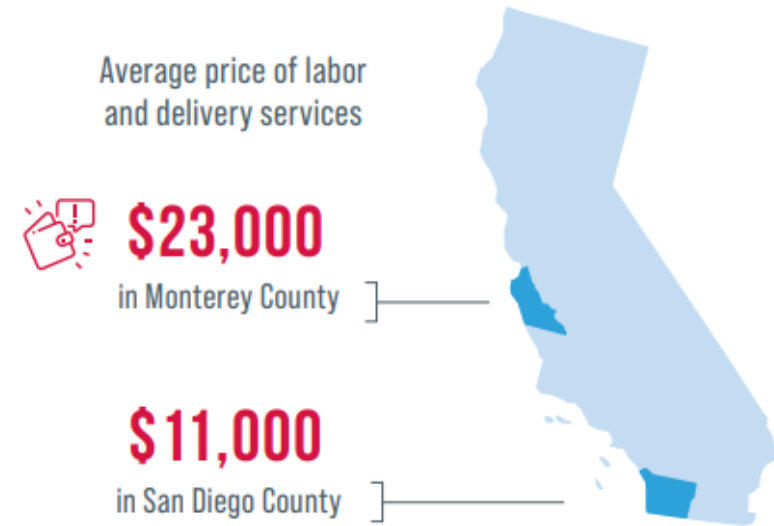 Average price of labor
and delivery services
$23,000
in Monterey County
$11,000
in San Diego County